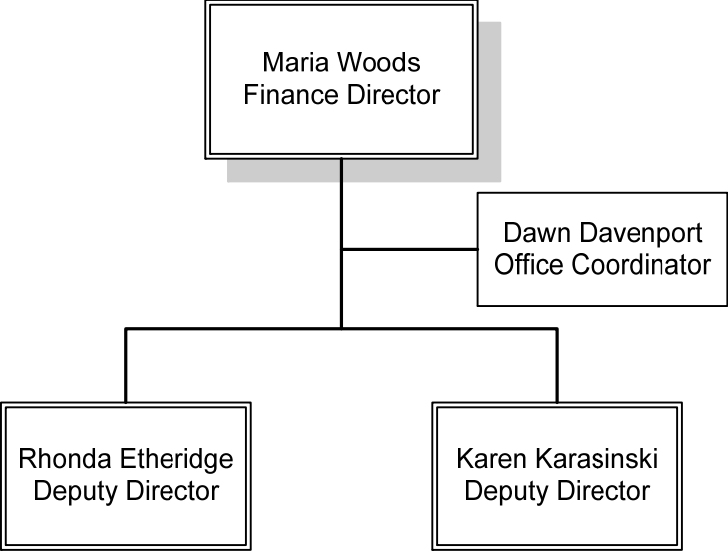 Maria Woods
Finance Director
Dawn Davenport
Office Coordinator
Rhonda Etheridge
Deputy Director
Karen Karasinski
Deputy Director